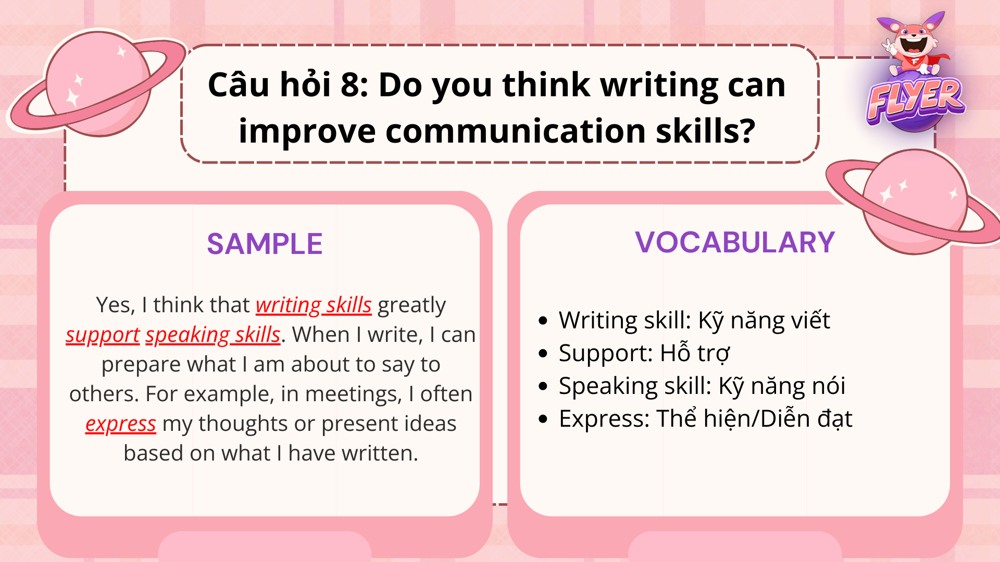 Câu hỏi 8: Do you think writing can
improve communication skills?
FLYER
SAMPLE
Yes, I think that writing skills greatly
support speaking skills. When I write, I can
prepare what I am about to say to
others. For example, in meetings, I often
express my thoughts or present ideas
based on what I have written.
VOCABULARY
Writing skill: Kỹ năng viết
Support: Hỗ trợ
Speaking skill: Kỹ năng nói
Express: Thể hiện/Diễn đạt